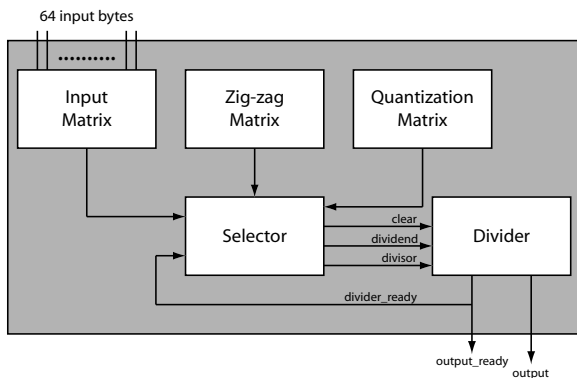 64 input bytes
Input
Matrix
Zig-zag
Matrix
Quantization
Matrix
Selector
clear
dividend
divisor
Divider
divider_ready
output_ready
output